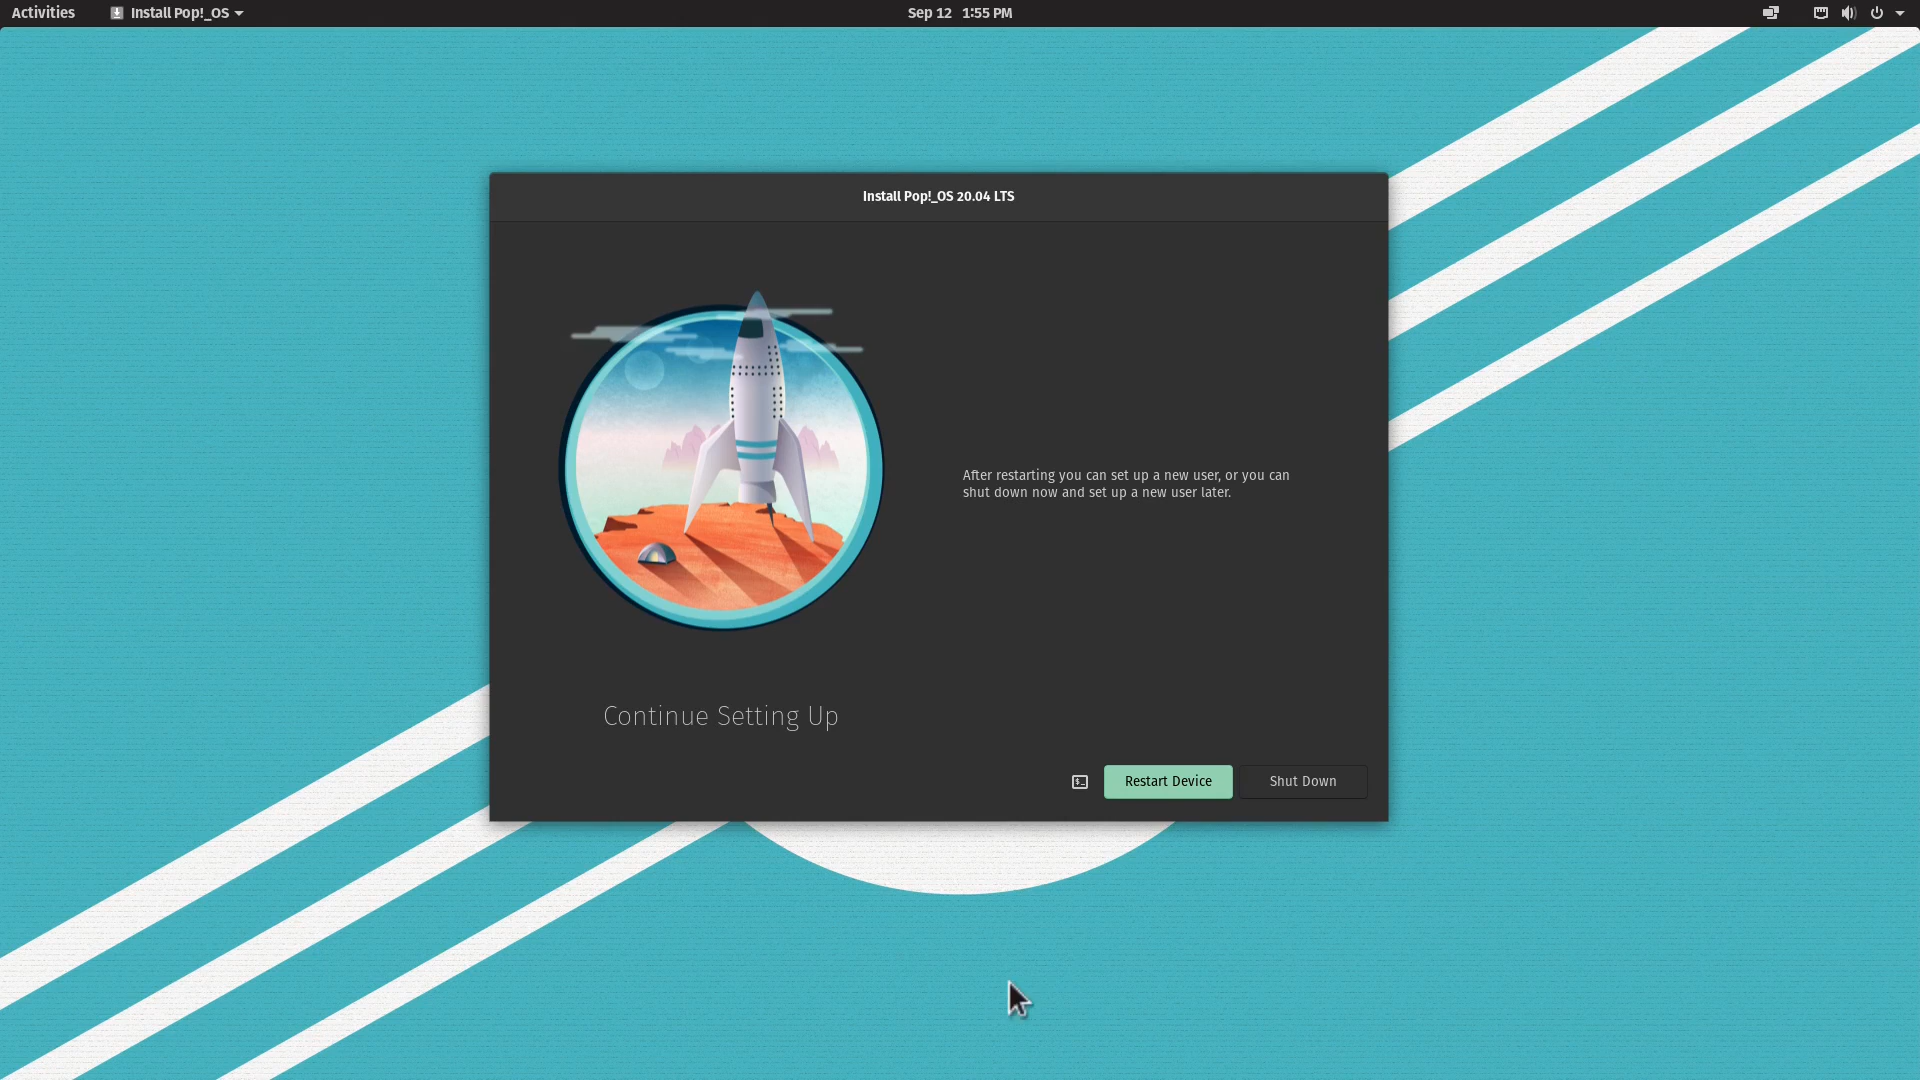 Activities
Install Pop!_OS
Sep 12 1:55 PM
Install Pop!_OS 20.04 LTS
After restarting you can set up a new user, or you can
shut down now and set up a new user later.
Continue Setting Up
Restart Device
Shut Down